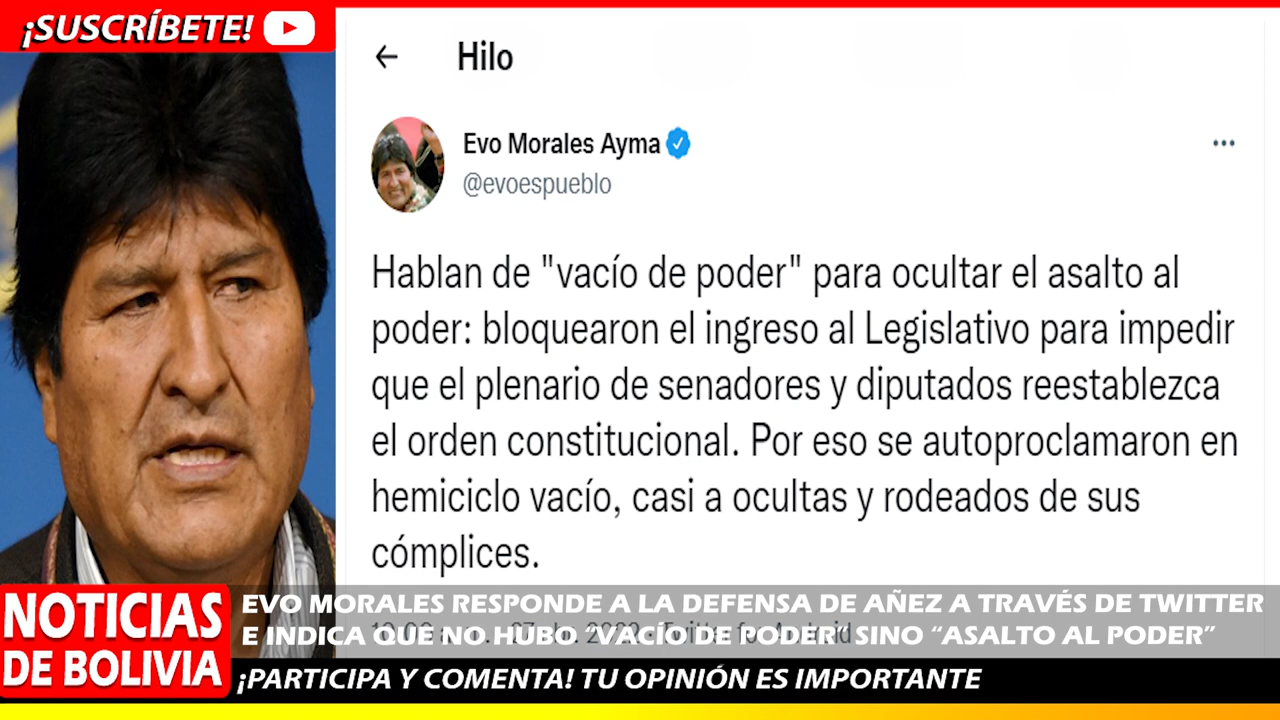 ¡SUSCRÍBETE!
Hilo
Evo Morales Ayma
@evoespueblo
Hablan de "vacío de poder" para ocultar el asalto al
poder: bloquearon el ingreso al Legislativo para impedir
que el plenario de senadores y diputados reestablezca
el orden constitucional. Por eso se autoproclamaron en
hemiciclo vacío, casi a ocultas y rodeados de sus
cómplices.
NOTICIAS
DE BOLIVIA
EVO MORALES RESPONDE A LA DEFENSA DE AÑEZ A TRAVÉS DE TWITTER
E INDICA QUE NO HUBO “VACÍO DE PODER” SINO “ASALTO AL PODER”
¡PARTICIPA Y COMENTA! TU OPINIÓN ES IMPORTANTE